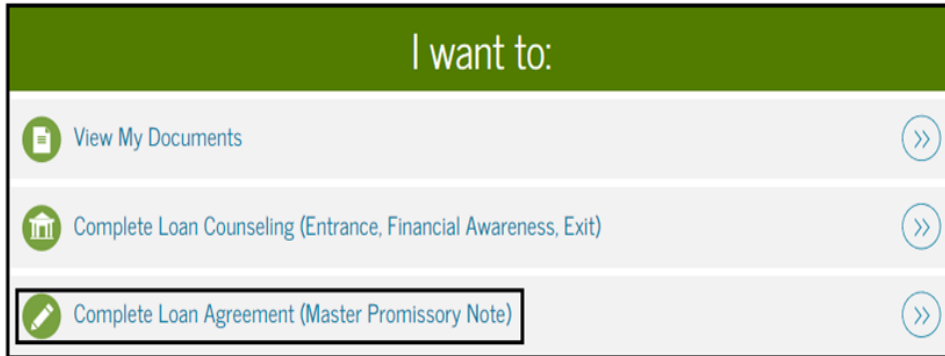 I want to:
View My Documents
Complete Loan Counseling (Entrance, Financial Awareness, Exit)
Complete Loan Agreement (Master Promissory Note)